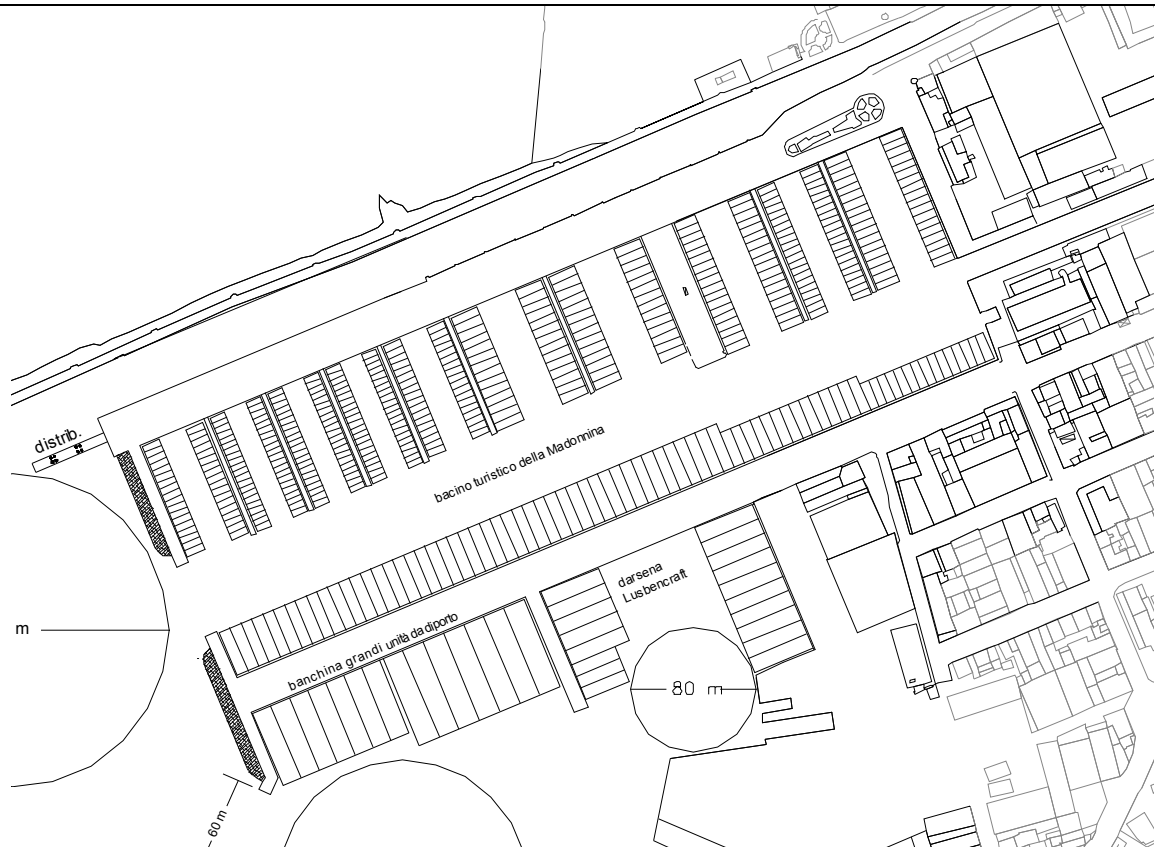 distrib.
bacino turistico della Madonnina
m
darsena
Lusbencraft
banchina grandi unità da diporto
80 m
60 m